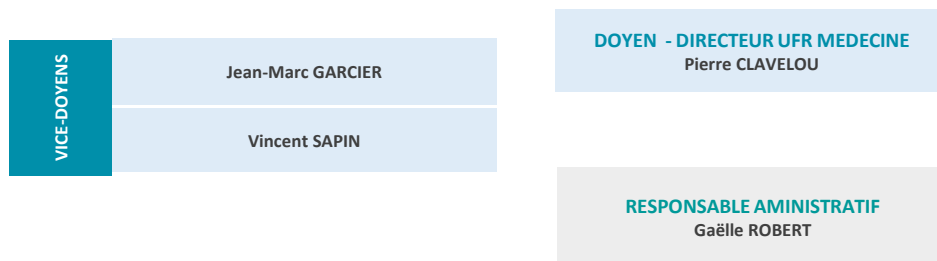 VICE-DOYENS
Jean-Marc GARCIER
Vincent SAPIN
DOYEN - DIRECTEUR UFR MEDECINE
Pierre CLAVELOU
RESPONSABLE AMINISTRATIF
Gaëlle ROBERT